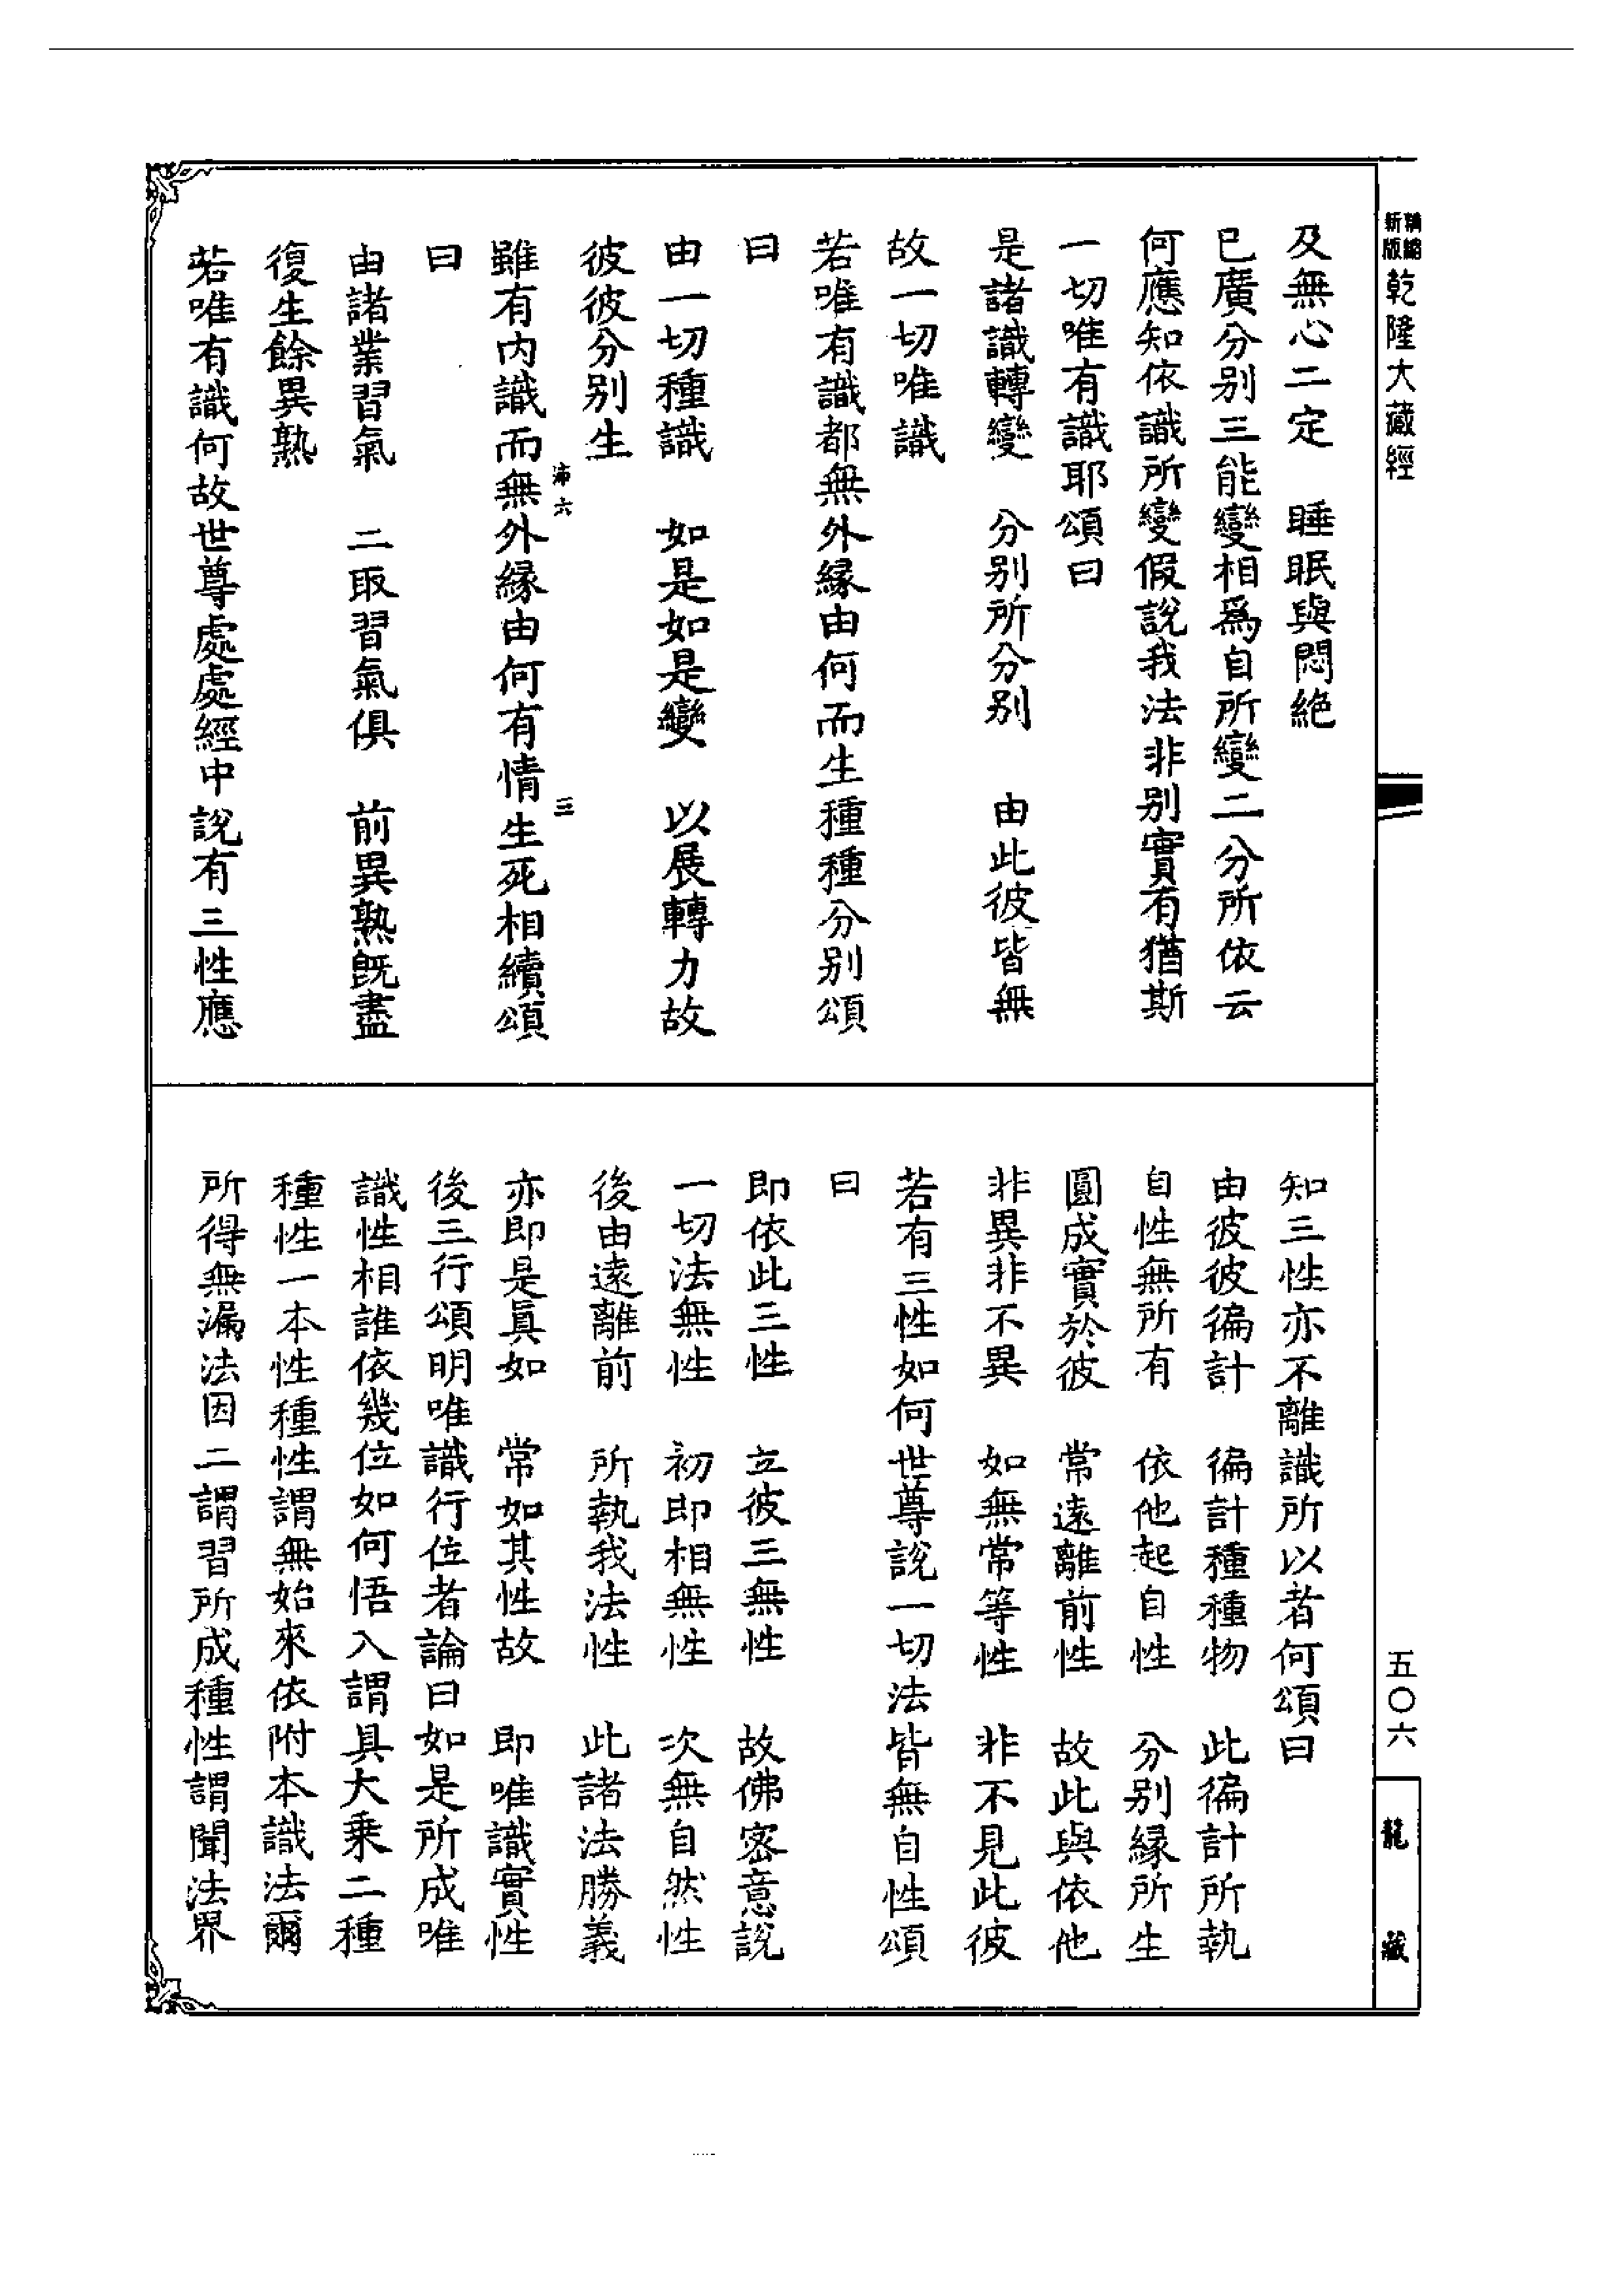 新版精縮 乾隆大藏經
及無心二定　睡眠與悶絶
已廣分别三能變相爲自所變二分所依云
何應知依識所變假說我法非别實有猶斯
一切唯有識耶頌曰
是諸識轉變　分别所分别　由此彼皆無
故一切唯識
若唯有識都無外縁由何而生種種分别頌
曰
由一切種識　如是如是變　以展轉力故
彼彼分别生
六
三
雖有内識而無外縁由何有情生死相續頌
曰
由諸業習氣　二取習氣俱　前異熟旣盡
復生餘異熟
若唯有識何故世尊處處經中說有三性應
知三性亦不離識所以者何頌曰
由彼彼徧計　徧計種種物　此徧計所執
自性無所有　依他起自性　分别縁所生
圓成實於彼　常遠離前性　故此與依他
非異非不異　如無常等性　非不見此彼
若有三性如何世尊說一切法皆無自性頌
曰
即依此三性　立彼三無性　故佛密意說
一切法無性　初即相無性　次無自然性
後由遠離前　所執我法性　此諸法勝義
亦即是眞如　常如其性故　即唯識實性
後三行頌明唯識行位者論曰如是所成唯
識性相誰依幾位如何悟入謂具大乘二種
種性一本性種性謂無始來依附本識法爾
所得無漏法因二謂習所成種性謂聞法界
五〇六
龍藏